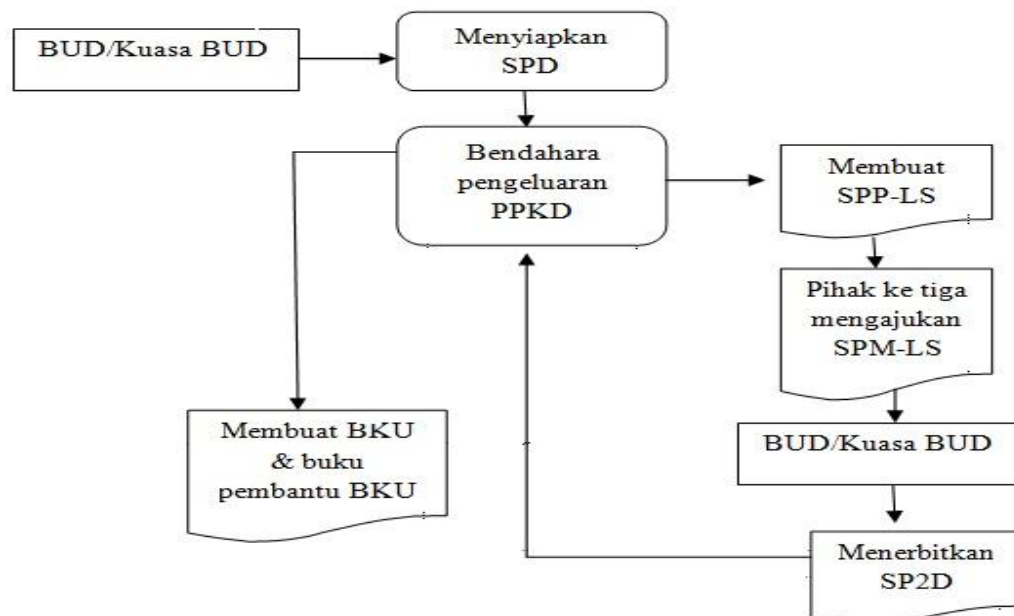 BUD/Kuasa BUD
Menyiapkan
SPD
Bendahara
pengeluaran
PPKD
Membuat
SPP-LS
Pihak ke tiga
mengajukan
SPM-LS
BUD/Kuasa BUD
Menerbitkan
SP2D
Membuat BKU
& buku
pembantu BKU